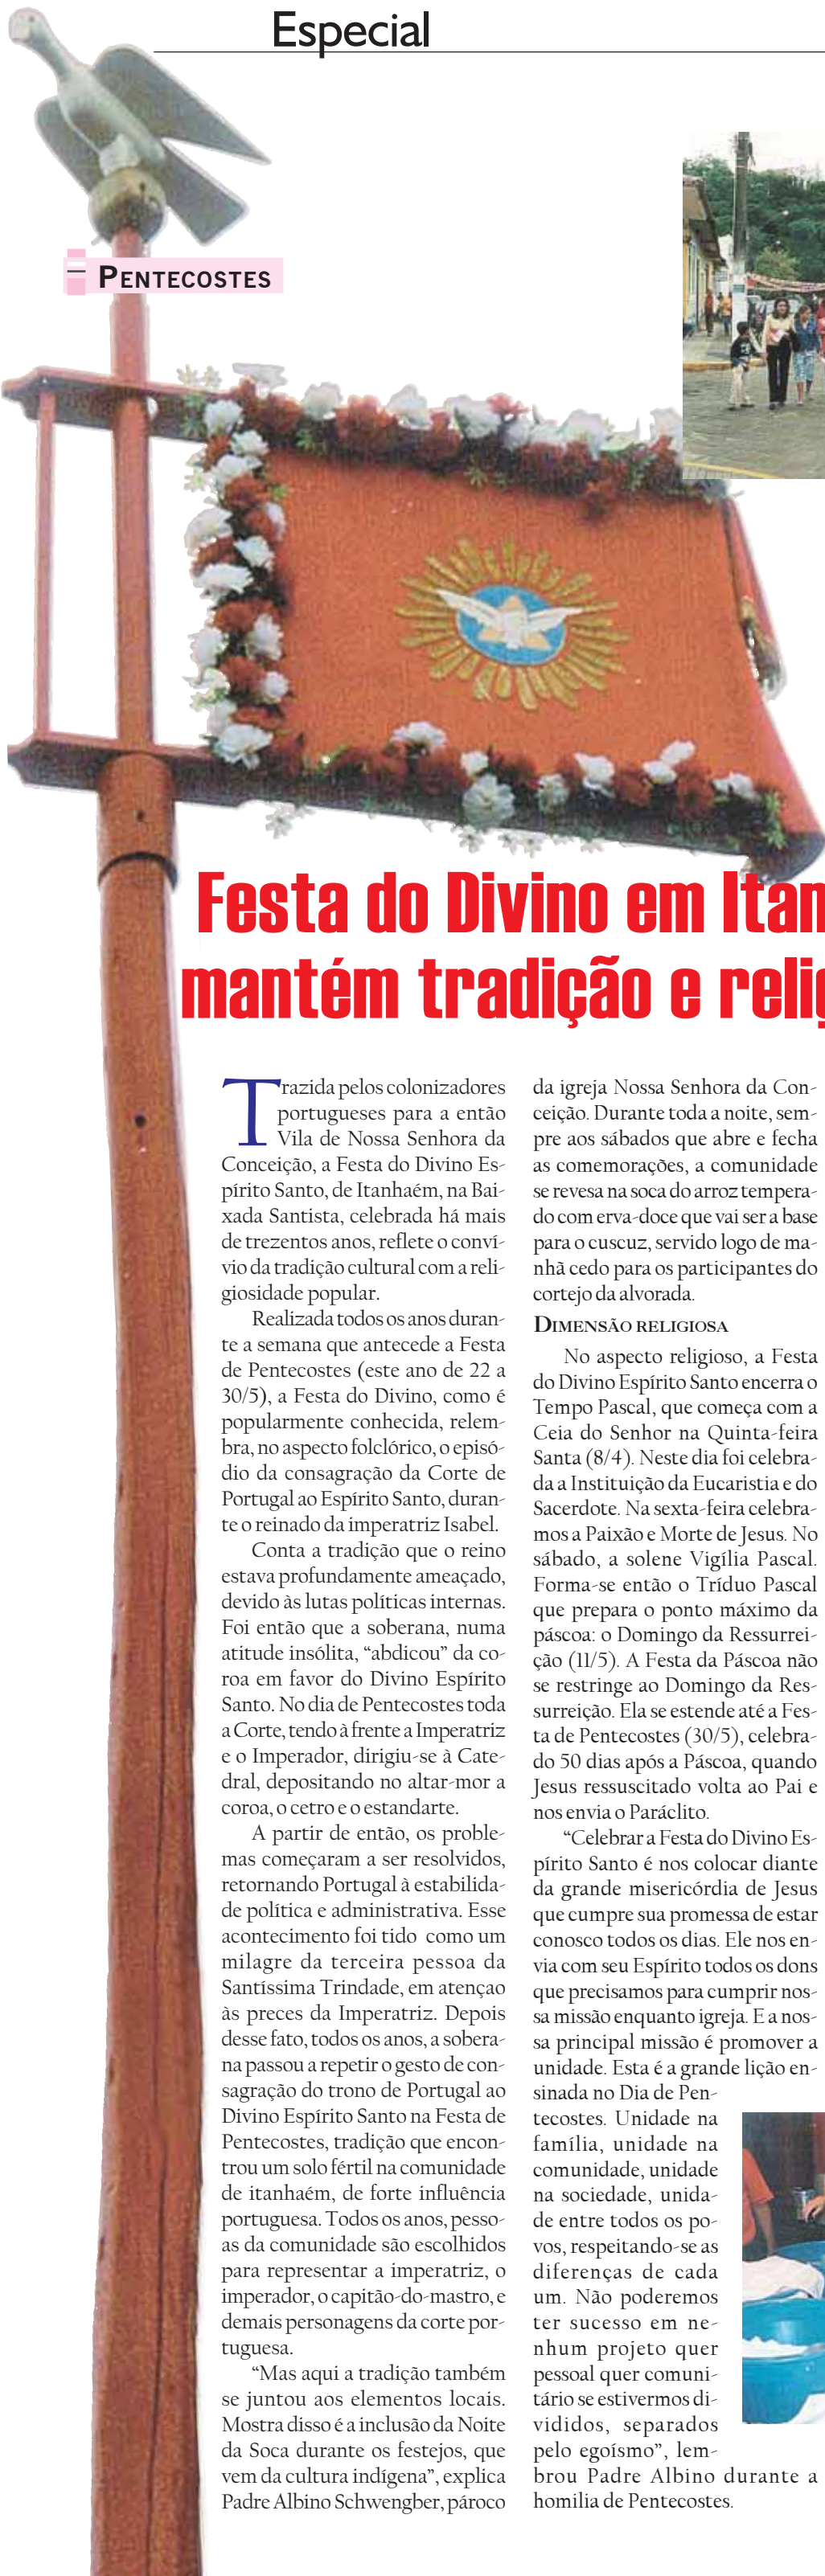 Especial
PENTECOSTES
Festa do Divino em Itan
mantém tradição e relig
Trazida pelos colonizadores
portugueses para a então
Vila de Nossa Senhora da
Conceição, a Festa do Divino Es-
pírito Santo, de Itanhaém, na Bai-
xada Santista, celebrada há mais
de trezentos anos, reflete o conví-
vio da tradição cultural com a reli-
giosidade popular.
Realizada todos os anos duran-
te a semana que antecede a Festa
de Pentecostes (este ano de 22 a
30/5), a Festa do Divino, como é
popularmente conhecida, relem-
bra, no aspecto folclórico, o episó-
dio da consagração da Corte de
Portugal ao Espírito Santo, duran-
te o reinado da imperatriz Isabel.
Conta a tradição que o reino
estava profundamente ameaçado,
devido às lutas políticas internas.
Foi então que a soberana, numa
atitude insólita, “abdicou” da co-
roa em favor do Divino Espírito
Santo. No dia de Pentecostes toda
a Corte, tendo à frente a Imperatriz
e o Imperador, dirigiu-se à Cate-
dral, depositando no altar-mor a
coroa, o cetro e o estandarte.
A partir de então, os proble-
mas começaram a ser resolvidos,
retornando Portugal à estabilida-
de política e administrativa. Esse
acontecimento foi tido como um
milagre da terceira pessoa da
Santíssima Trindade, em atençao
às preces da Imperatriz. Depois
desse fato, todos os anos, a sobera-
na passou a repetir o gesto de con-
sagração do trono de Portugal ao
Divino Espírito Santo na Festa de
Pentecostes, tradição que encon-
trou um solo fértil na comunidade
de itanhaém, de forte influência
portuguesa. Todos os anos, pesso-
as da comunidade são escolhidos
para representar a imperatriz, o
imperador, o capitão-do-mastro, e
demais personagens da corte por-
tuguesa.
“Mas aqui a tradição também
se juntou aos elementos locais.
Mostra disso é a inclusão da Noite
da Soca durante os festejos, que
vem da cultura indígena”, explica
Padre Albino Schwengber, pároco
da igreja Nossa Senhora da Con-
ceição. Durante toda a noite, sem-
pre aos sábados que abre e fecha
as comemorações, a comunidade
se revesa na soca do arroz tempera-
do com erva-doce que vai ser a base
para o cuscuz, servido logo de ma-
nhã cedo para os participantes do
cortejo da alvorada.
DIMENSÃO RELIGIOSA
No aspecto religioso, a Festa
do Divino Espírito Santo encerra o
Tempo Pascal, que começa com a
Ceia do Senhor na Quinta-feira
Santa (8/4). Neste dia foi celebra-
da a Instituição da Eucaristia e do
Sacerdote. Na sexta-feira celebra-
mos a Paixão e Morte de Jesus. No
sábado, a solene Vigília Pascal.
Forma-se então o Tríduo Pascal
que prepara o ponto máximo da
páscoa: o Domingo da Ressurrei-
ção (11/5). A Festa da Páscoa não
se restringe ao Domingo da Res-
surreição. Ela se estende até a Fes-
ta de Pentecostes (30/5), celebra-
do 50 dias após a Páscoa, quando
Jesus ressuscitado volta ao Pai e
nos envia o Paráclito.
“Celebrar a Festa do Divino Es-
pírito Santo é nos colocar diante
da grande misericórdia de Jesus
que cumpre sua promessa de estar
conosco todos os dias. Ele nos en-
via com seu Espírito todos os dons
que precisamos para cumprir nos-
sa missão enquanto igreja. E a nos-
sa principal missão é promover a
unidade. Esta é a grande lição en-
sinada no Dia de Pen-
tecostes. Unidade na
família, unidade na
comunidade, unidade
na sociedade, unida-
de entre todos os po-
vos, respeitando-se as
diferenças de cada
um. Não poderemos
ter sucesso em ne-
nhum projeto quer
pessoal quer comuni-
tário se estivermos di-
vididos, separados
pelo egoísmo”, lem-
brou Padre Albino durante a
homilia de Pentecostes.